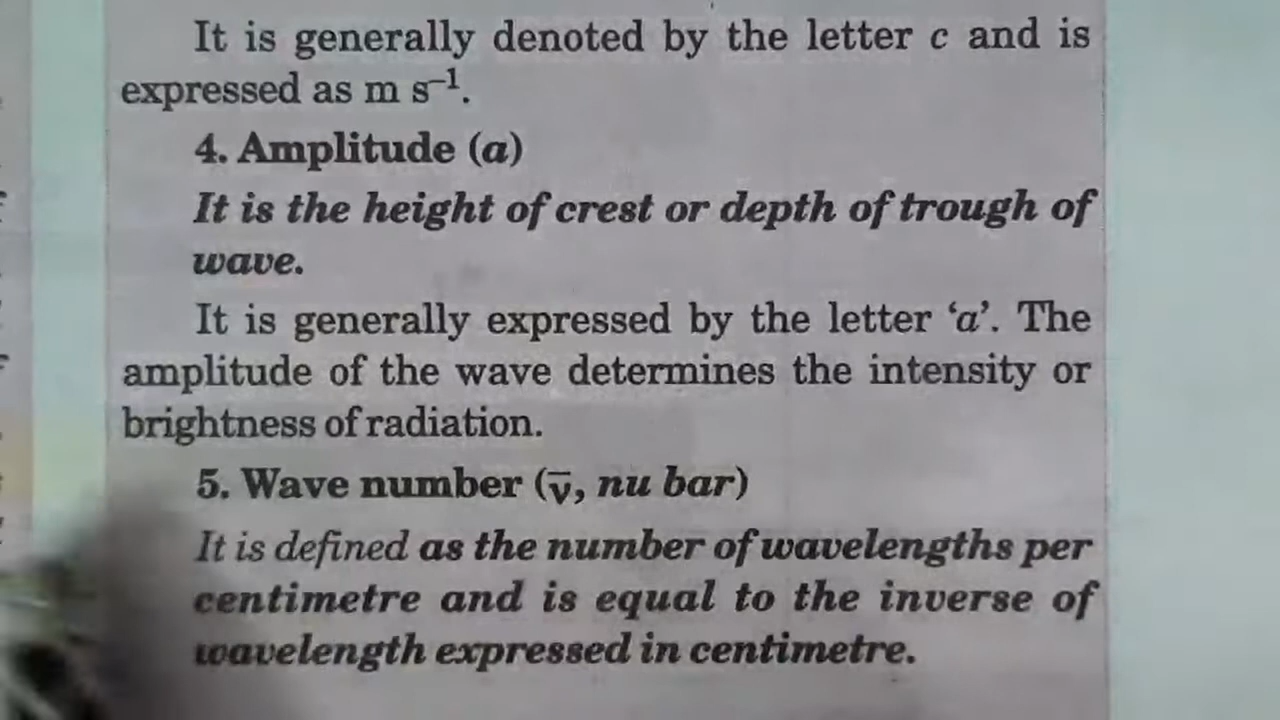 It is generally denoted by the letter c and is
expressed as m s⁻¹.
4. Amplitude (a)
It is the height of crest or depth of trough of
wave.
It is generally expressed by the letter ‘a’. The
amplitude of the wave determines the intensity or
brightness of radiation.
5. Wave number (ν̅, nu bar)
It is defined as the number of wavelengths per
centimetre and is equal to the inverse of
wavelength expressed in centimetre.